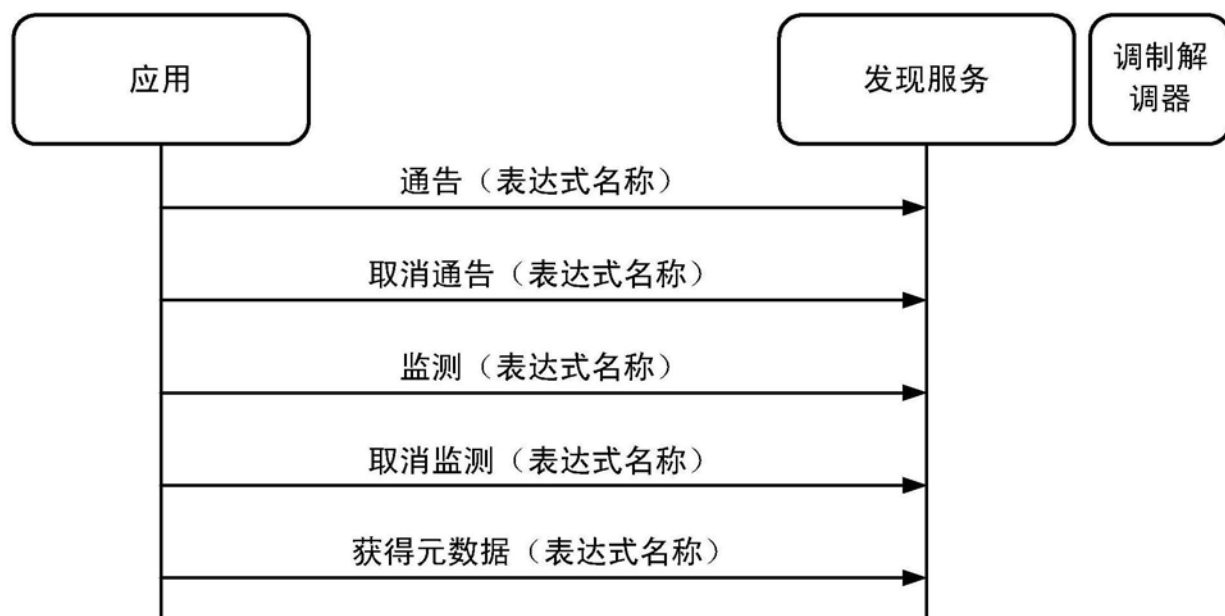 应用
发现服务
调制解
调器
通告（表达式名称）
取消通告（表达式名称）
监测（表达式名称）
取消监测（表达式名称）
获得元数据（表达式名称）